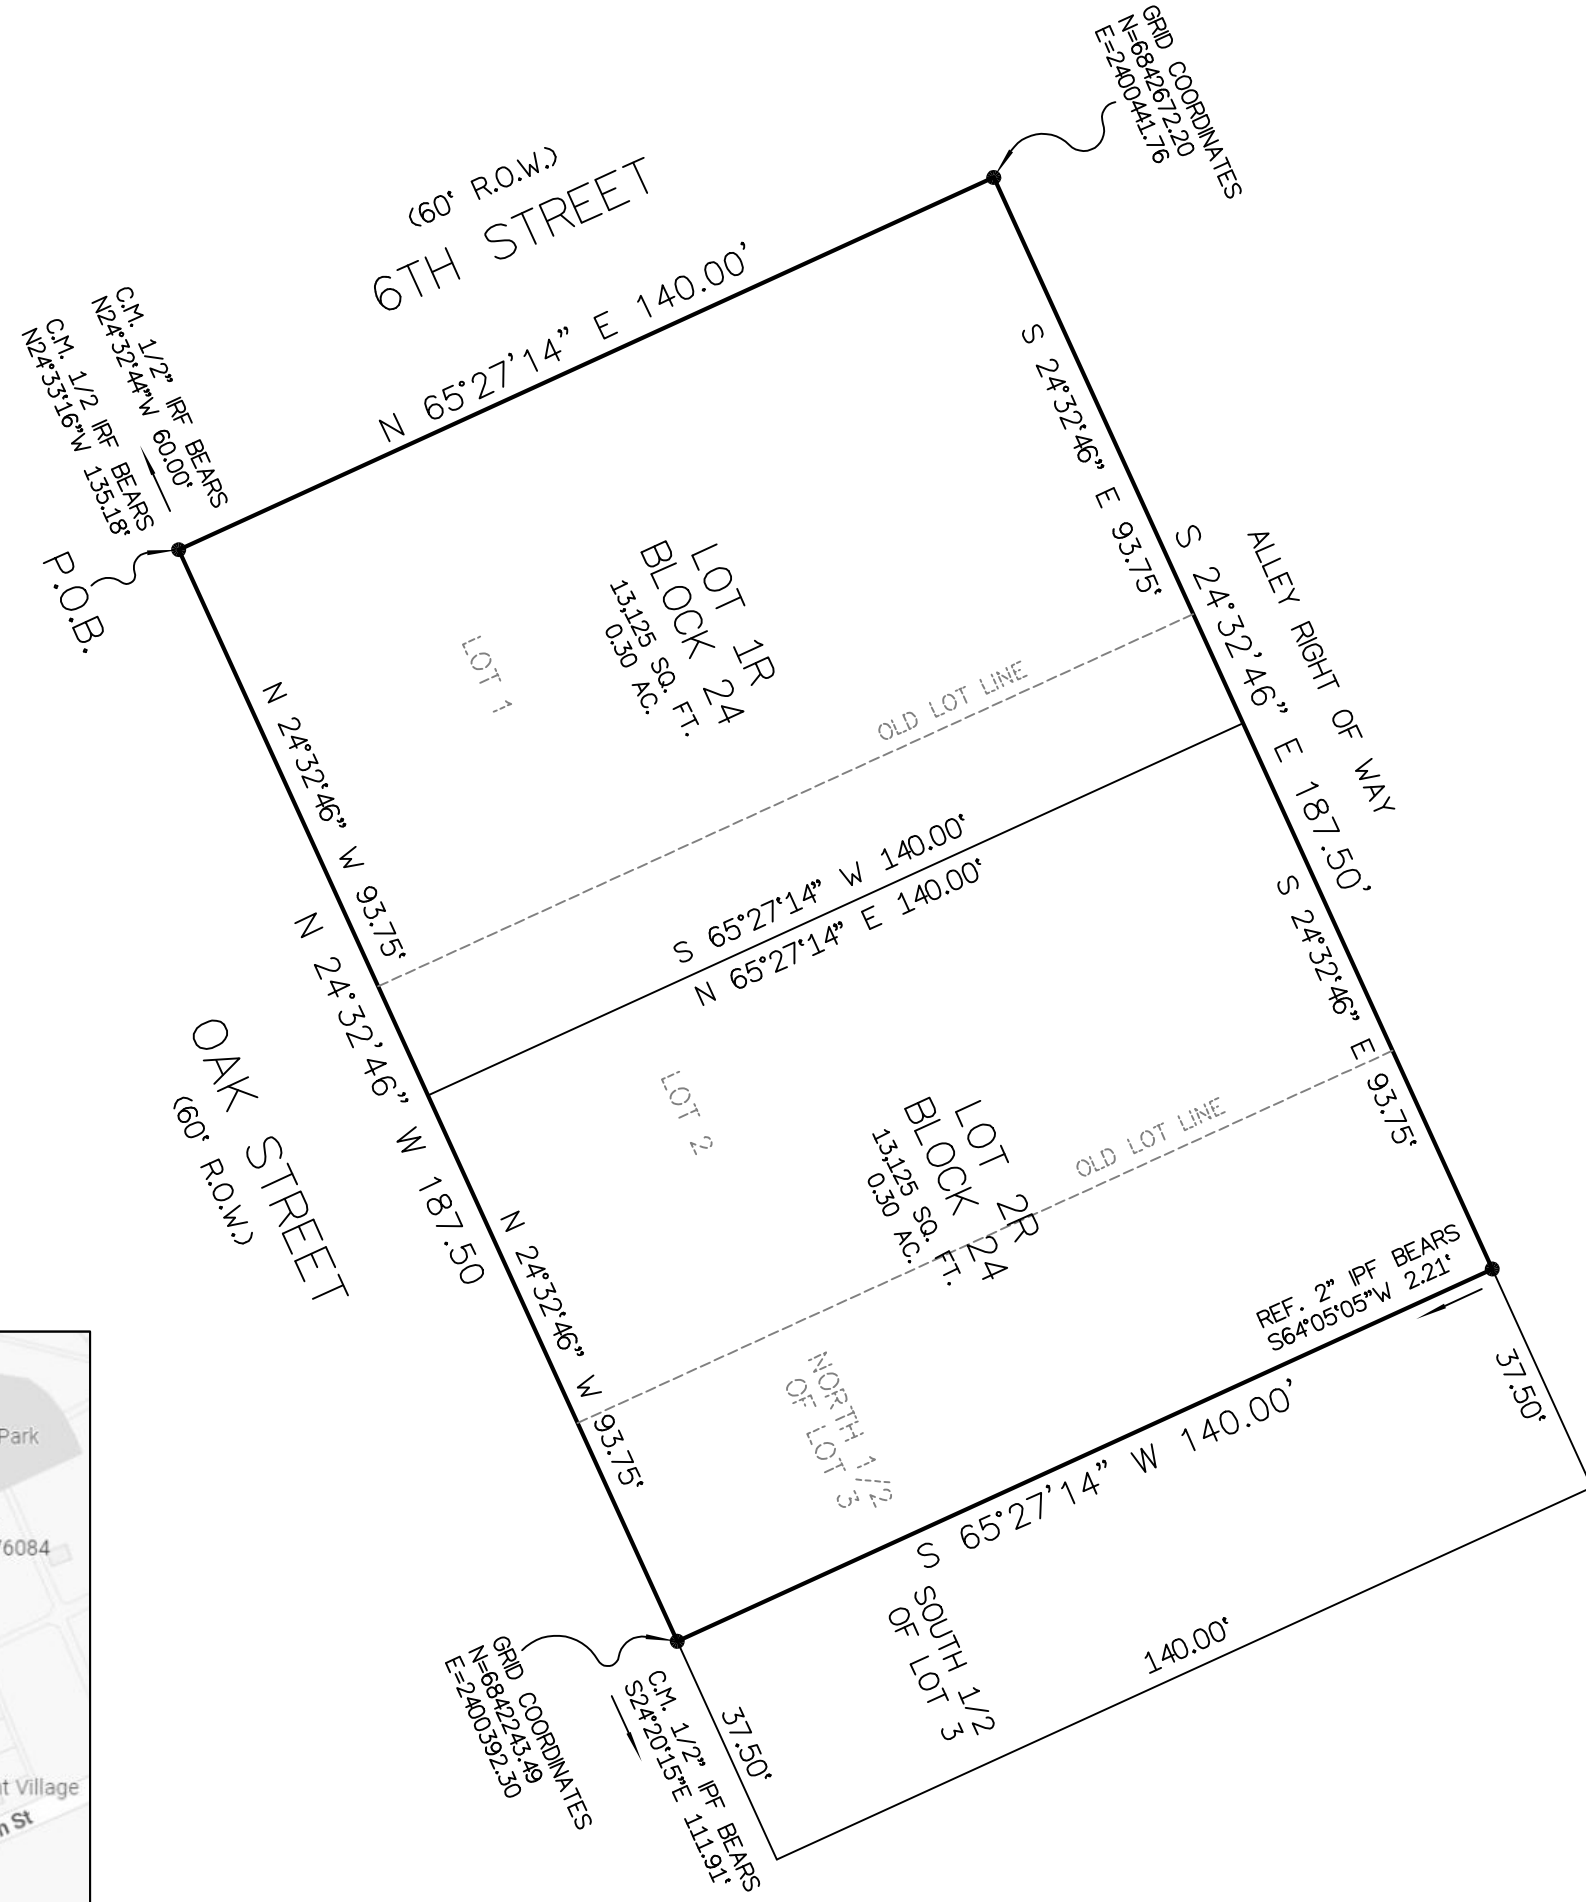 GRID COORDINATES
N=6842672.20
E=2400441.76
(60' R.O.W.)
6TH STREET
N 65°27'14" E 140.00'
C.M. 1/2" IRF BEARS
N24°32'44"W 60.00'
C.M. 1/2 IRF BEARS
N24°33'16"W 135.18'
P.O.B.
S 24°32'46" E 93.75'
S 24°32'46" E 187.50'
ALLEY RIGHT OF WAY
LOT 1R
BLOCK 24
13,125 SQ. FT.
0.30 AC.
LOT 1
OLD LOT LINE
N 24°32'46" W 93.75'
N 24°32'46" W 187.50
OAK STREET
(60' R.O.W.)
S 65°27'14" W 140.00'
N 65°27'14" E 140.00'
S 24°32'46" E 93.75'
LOT 2
LOT 2R
BLOCK 24
13,125 SQ. FT.
0.30 AC.
OLD LOT LINE
N 24°32'46" W 93.75'
REF. 2" IPF BEARS
S64°05'05"W 2.21'
NORTH 1/2
OF LOT 3
S 65°27'14" W 140.00'
37.50'
SOUTH 1/2
OF LOT 3
140.00'
37.50'
GRID COORDINATES
N=6842243.49
E=2400392.30
C.M. 1/2" IPF BEARS
S24°20'15"E 111.91'
Park
76084
t Village
n St